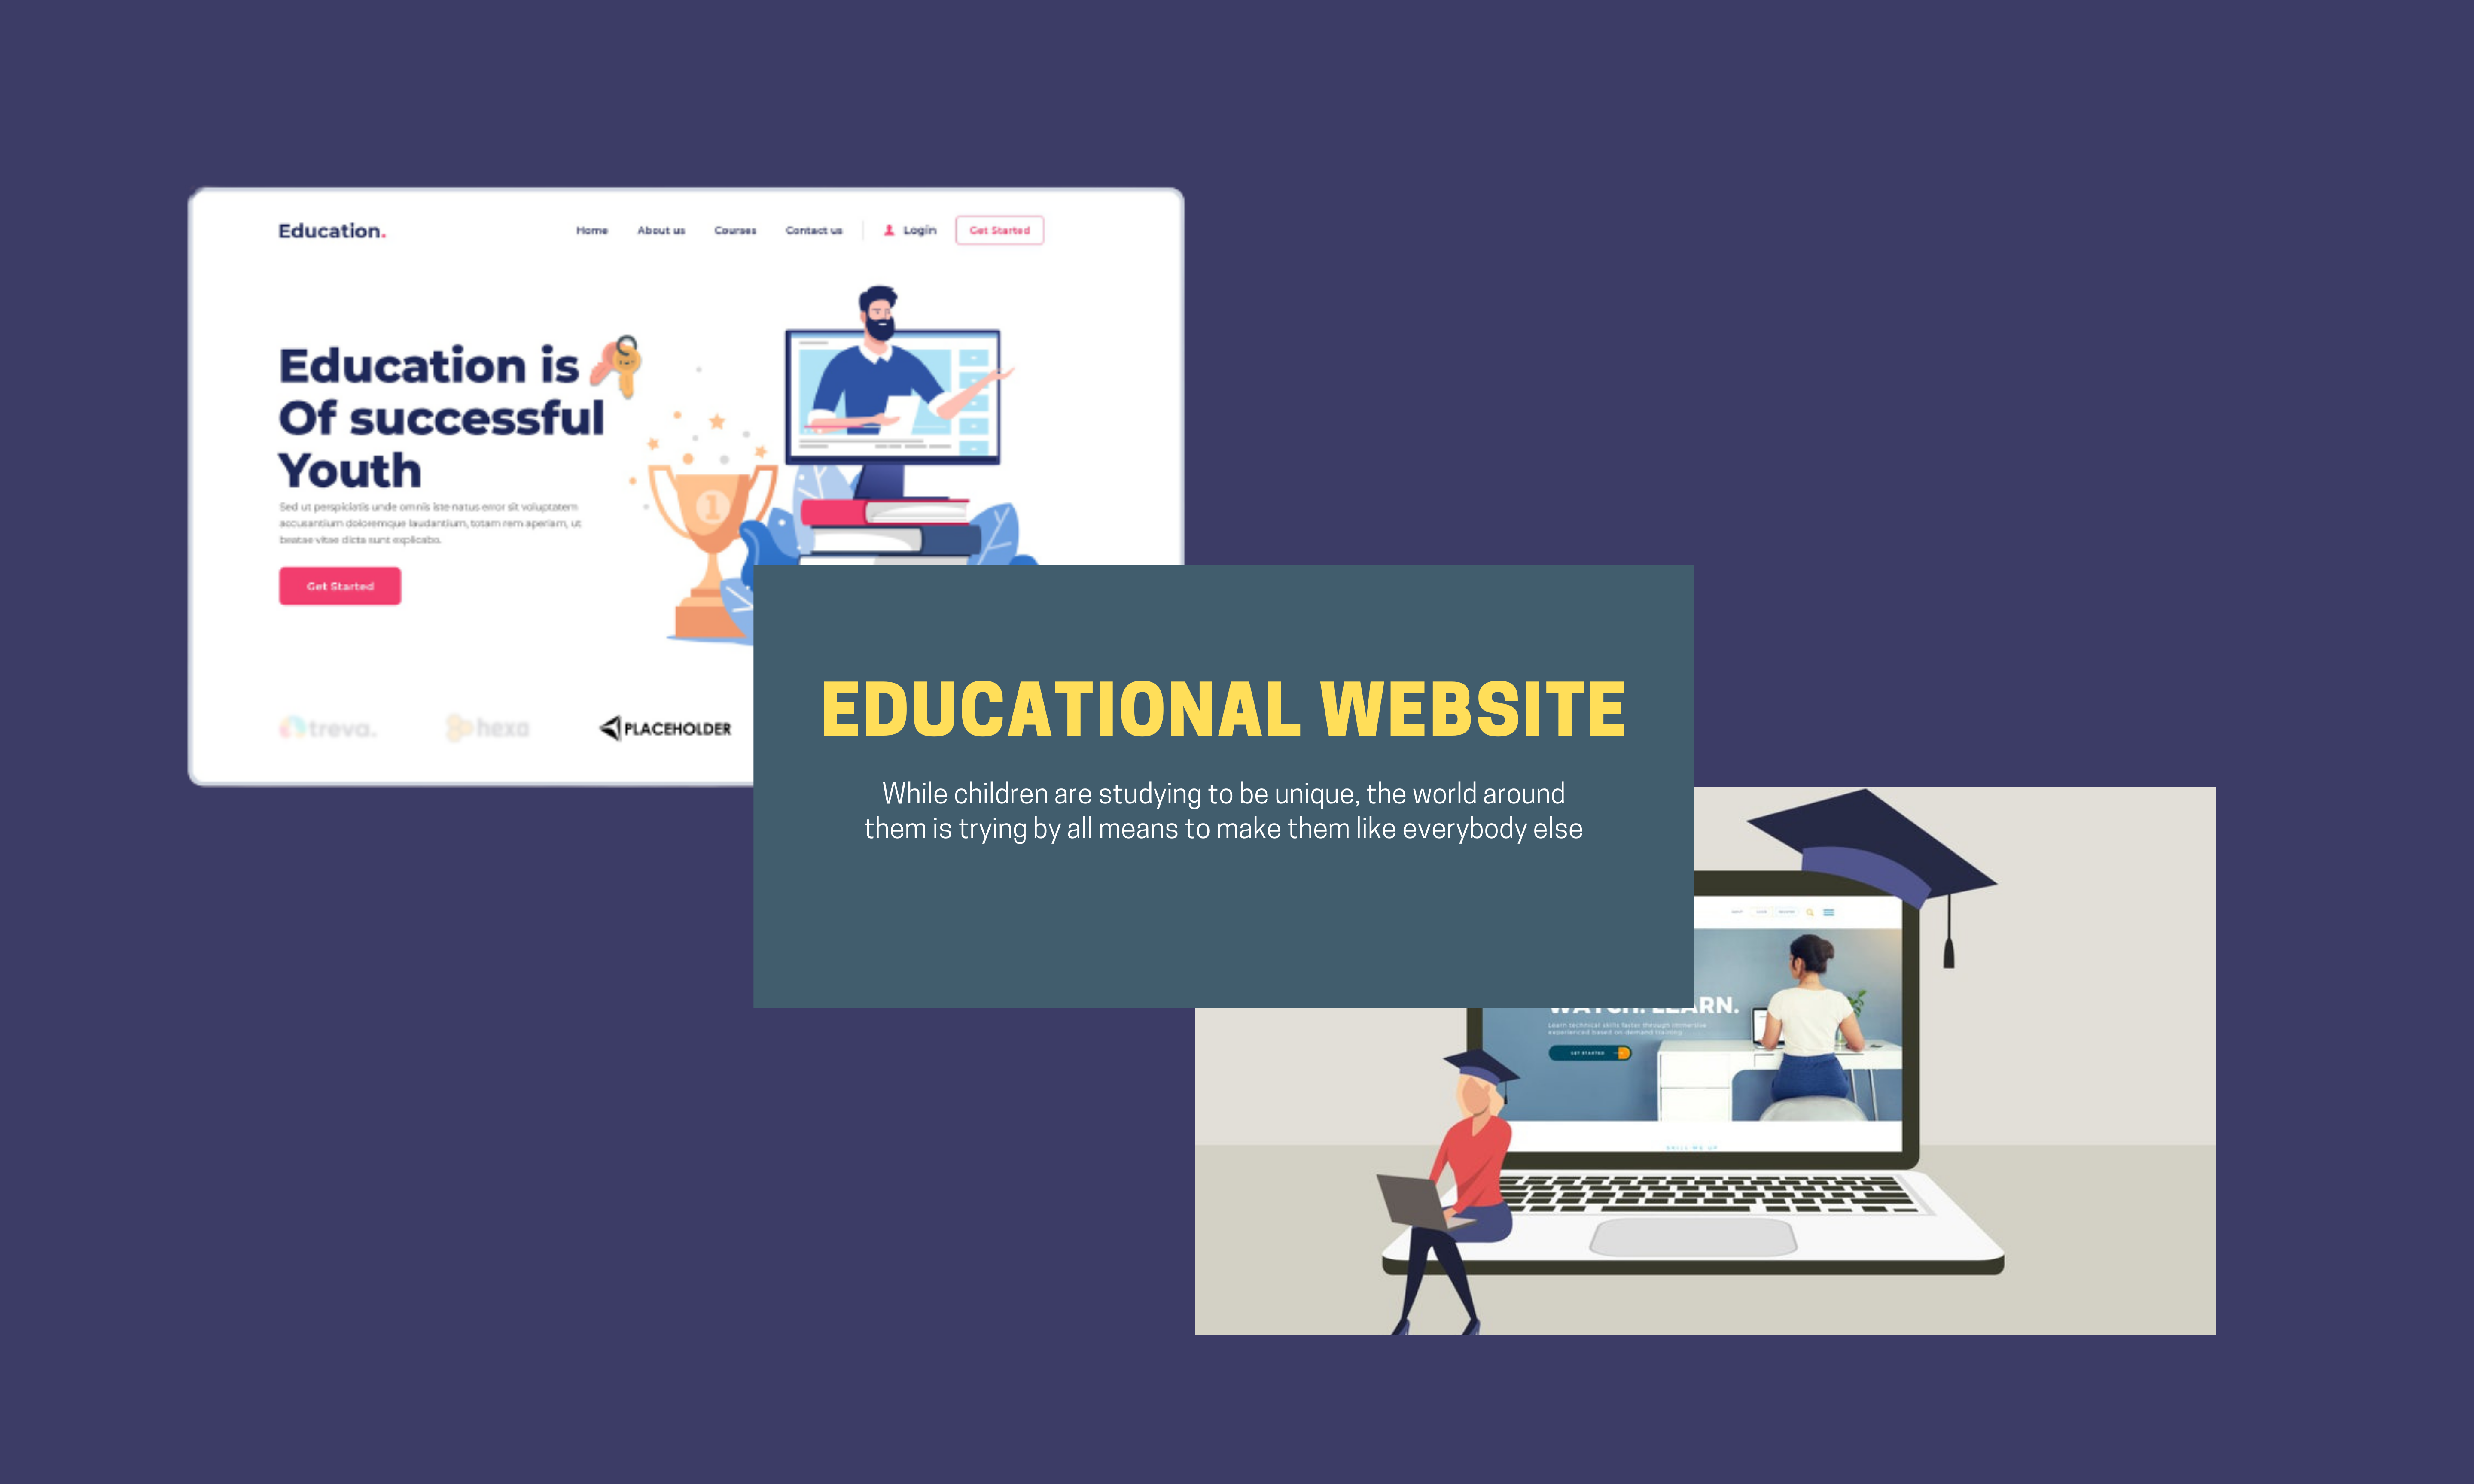 Education.
Home About us Courses Contact us Login Get Started
Education is
Of successful
Youth
Sed ut perspiciatis unde omnis iste natus error sit voluptatem
accusantium doloremque laudantium, totam rem aperiam, ut
beatae vitae dicta sunt explicabo.
Get Started
treva. hexa PLACEHOLDER
1
EDUCATIONAL WEBSITE
While children are studying to be unique, the world around
them is trying by all means to make them like everybody else
Learn technical skills faster through immersive
experienced based on demand training.
GET STARTED
SKILL ME UP